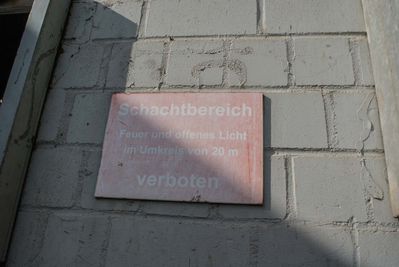 Schachtbereich
Feuer und offenes Licht
im Umkreis von 20 m
verboten